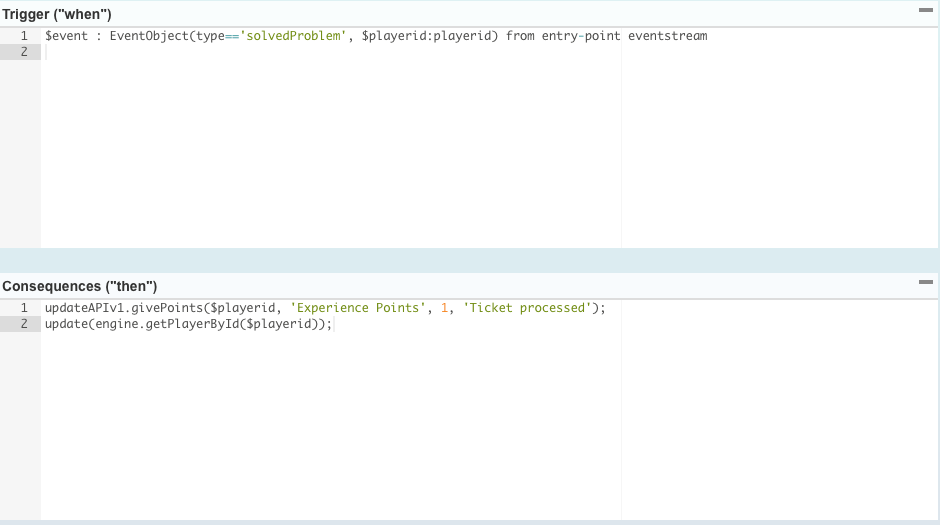 Trigger ("when")
1 $event : EventObject(type=='solvedProblem', $playerid:playerid) from entry-point eventstream
2
Consequences ("then")
1 updateAPIv1.givePoints($playerid, 'Experience Points', 1, 'Ticket processed');
2 update(engine.getPlayerById($playerid));